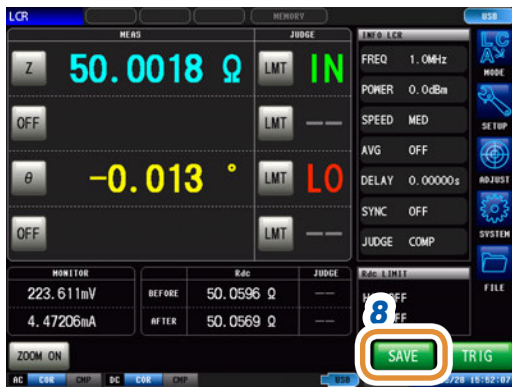 LCR MEMORY USB
MEAS JUDGE INFO LCR
Z 50.0018 Ω LMT IN
OFF LMT ---
θ -0.013 ° LMT LO
OFF LMT ---
FREQ 1.0MHz
POWER 0.0dBm
SPEED MED
AVG OFF
DELAY 0.00000s
SYNC OFF
JUDGE COMP
LCR MODE
SETUP
ADJUST
SYSTEM
FILE
MONITOR Rdc JUDGE
223.611mV BEFORE 50.0596 Ω ---
4.47206mA AFTER 50.0569 Ω ---
Rdc LIMIT
8
ZOOM ON SAVE TRIG
AC COR CMP DC COR CMP USB 15:52:07